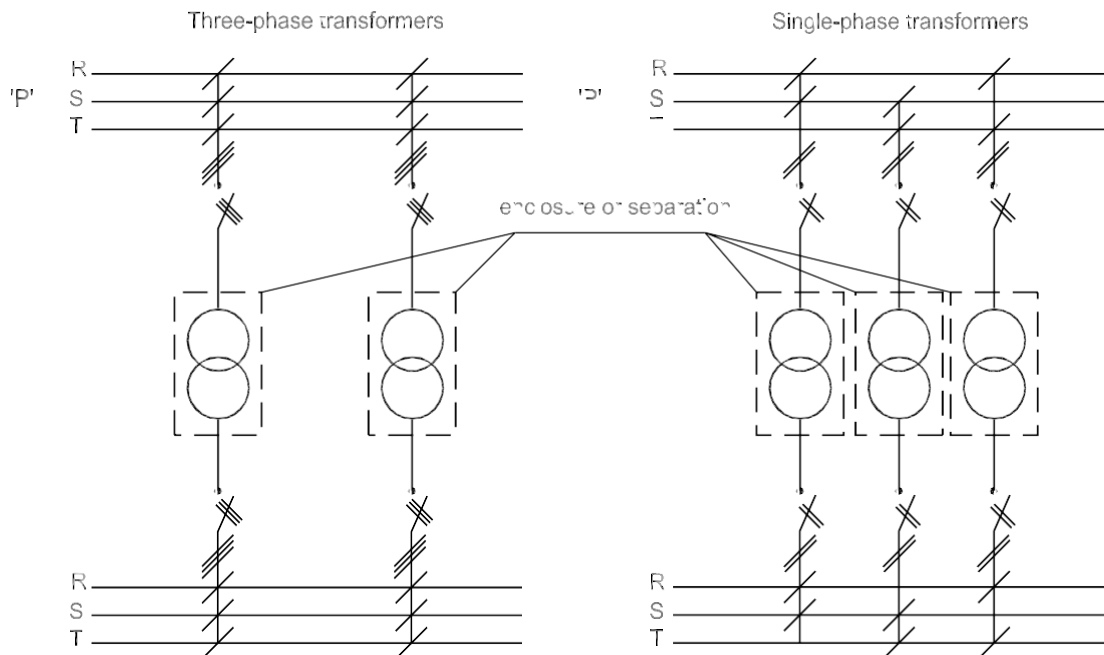 Three-phase transformers
Single-phase transformers
R
'P'
S
T
R
S
enclosure or separation
R
S
T
R
S
T